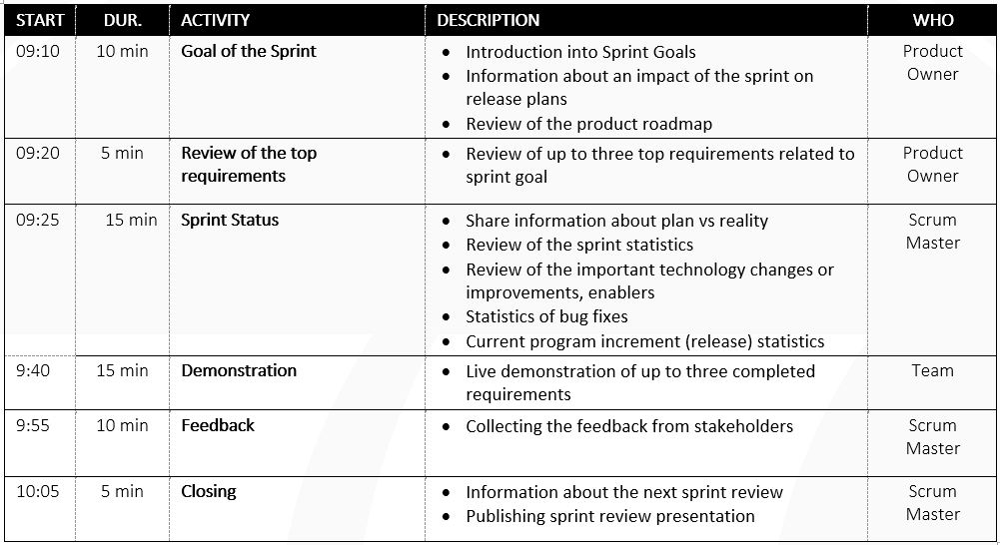 START DUR. ACTIVITY DESCRIPTION WHO
09:10 10 min Goal of the Sprint • Introduction into Sprint Goals Product
• Information about an impact of the sprint on Owner
release plans
• Review of the product roadmap
09:20 5 min Review of the top • Review of up to three top requirements related to Product
requirements sprint goal Owner
09:25 15 min Sprint Status • Share information about plan vs reality Scrum
• Review of the sprint statistics Master
• Review of the important technology changes or
improvements, enablers
• Statistics of bug fixes
• Current program increment (release) statistics
9:40 15 min Demonstration • Live demonstration of up to three completed Team
requirements
9:55 10 min Feedback • Collecting the feedback from stakeholders Scrum
Master
10:05 5 min Closing • Information about the next sprint review Scrum
• Publishing sprint review presentation Master